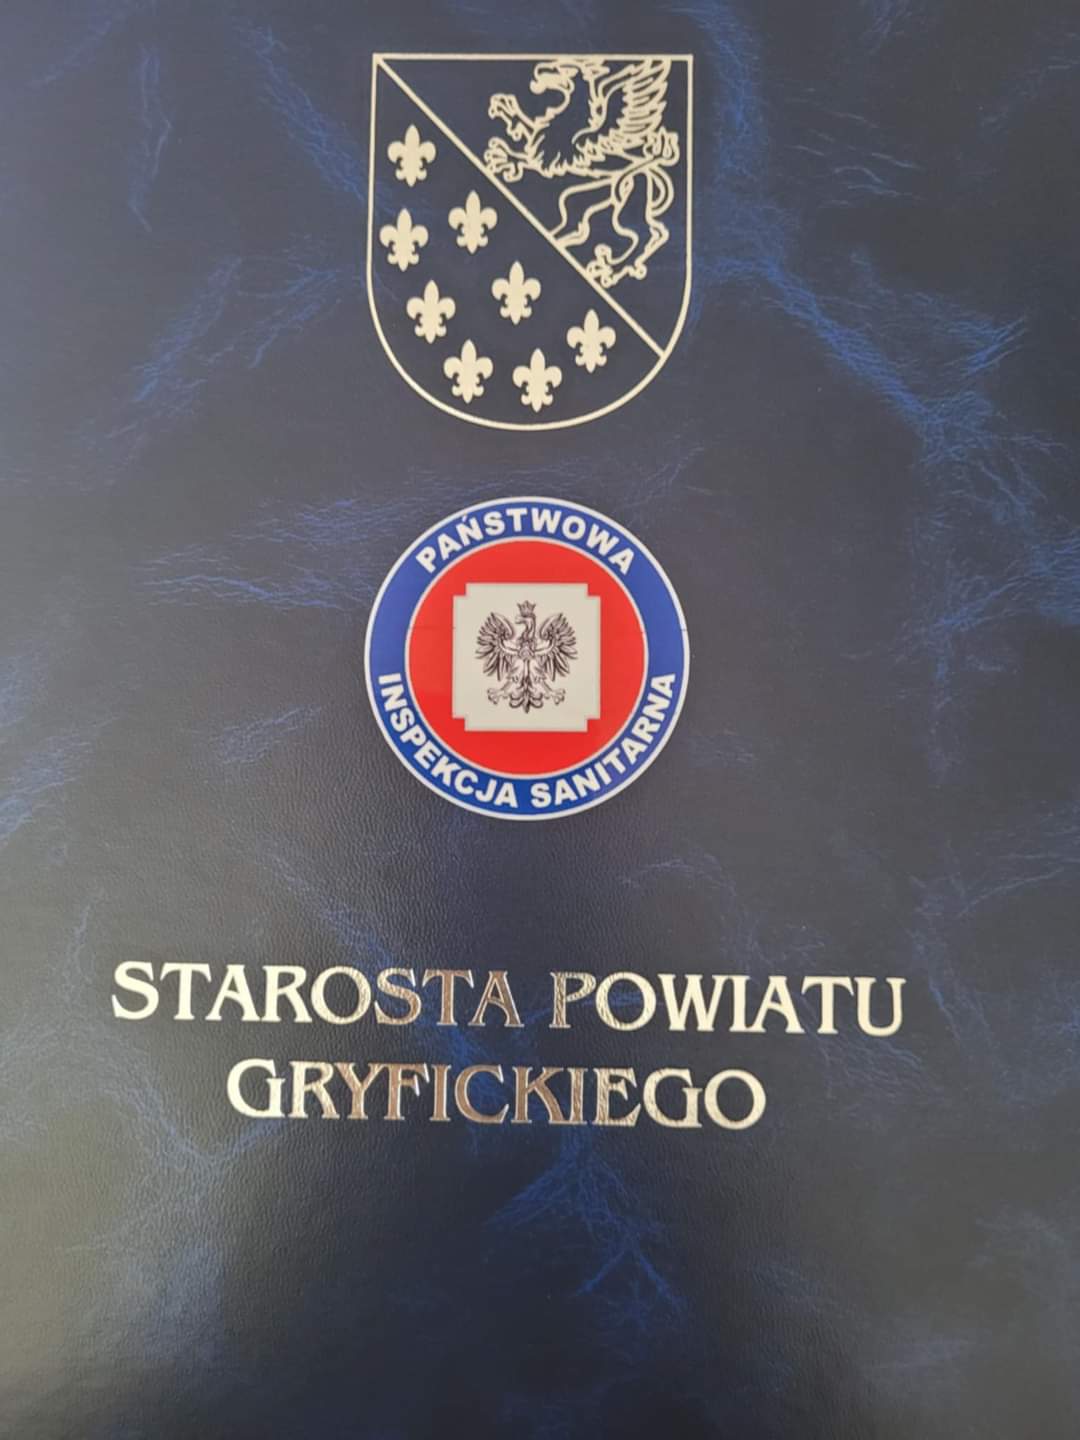 PAŃSTWOWA
INSPEKCJA SANITARNA
STAROSTA POWIATU
GRYFICKIEGO